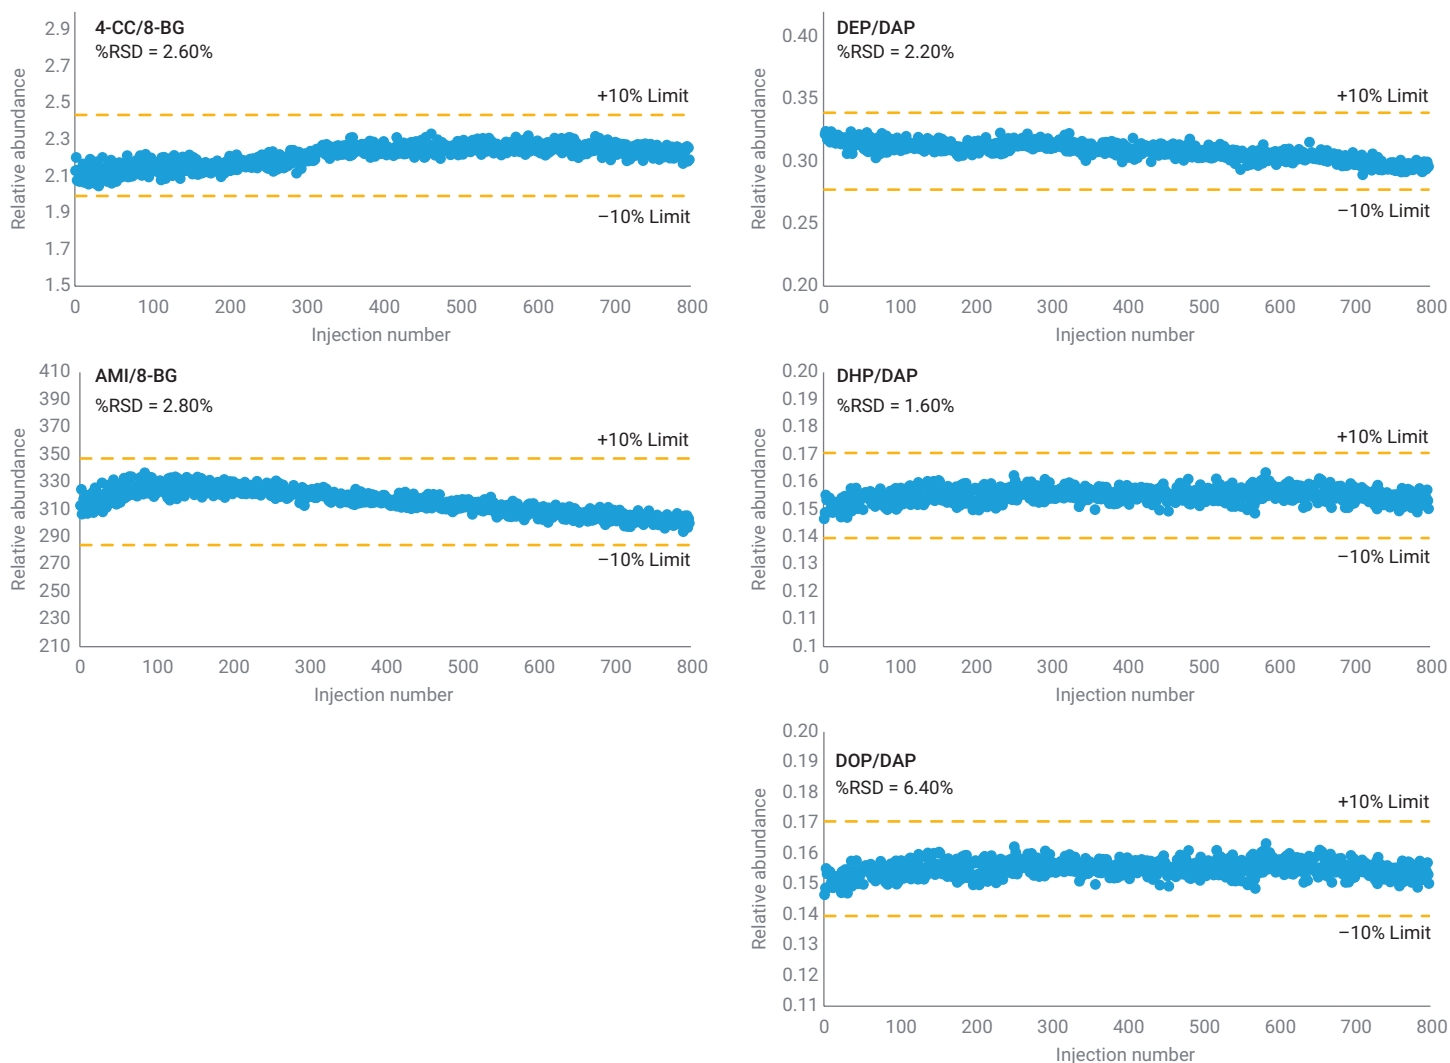 4-CC/8-BG
%RSD = 2.60%
+10% Limit
−10% Limit
Relative abundance
2.9
2.7
2.5
2.3
2.1
1.9
1.7
1.5
0 100 200 300 400 500 600 700 800
Injection number
DEP/DAP
%RSD = 2.20%
+10% Limit
−10% Limit
Relative abundance
0.40
0.35
0.30
0.25
0.20
0 100 200 300 400 500 600 700 800
Injection number
AMI/8-BG
%RSD = 2.80%
+10% Limit
−10% Limit
Relative abundance
410
390
370
350
330
310
290
270
250
230
210
0 100 200 300 400 500 600 700 800
Injection number
DHP/DAP
%RSD = 1.60%
+10% Limit
−10% Limit
Relative abundance
0.20
0.19
0.18
0.17
0.16
0.15
0.14
0.13
0.12
0.11
0.1
0 100 200 300 400 500 600 700 800
Injection number
DOP/DAP
%RSD = 6.40%
+10% Limit
−10% Limit
Relative abundance
0.20
0.19
0.18
0.17
0.16
0.15
0.14
0.13
0.12
0.11
0 100 200 300 400 500 600 700 800
Injection number